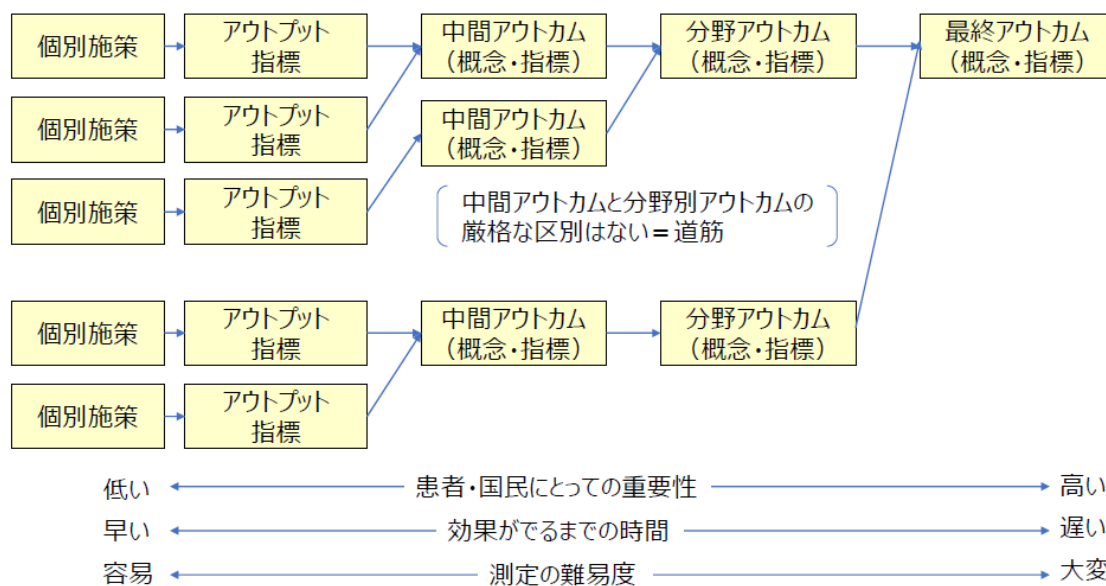 個別施策
アウトプット
指標
中間アウトカム
（概念・指標）
分野アウトカム
（概念・指標）
最終アウトカム
（概念・指標）
個別施策
アウトプット
指標
中間アウトカム
（概念・指標）
個別施策
アウトプット
指標
中間アウトカムと分野別アウトカムの
厳格な区別はない＝道筋
個別施策
アウトプット
指標
中間アウトカム
（概念・指標）
分野アウトカム
（概念・指標）
個別施策
アウトプット
指標
低い 患者・国民にとっての重要性 高い
早い 効果がでるまでの時間 遅い
容易 測定の難易度 大変